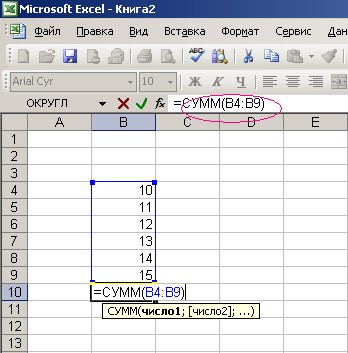 Microsoft Excel - Книга2
Файл Правка Вид Вставка Формат Сервис Данн
Arial Cyr 10 Ж К Ч
ОКРУГЛ =СУММ(B4:B9)
A B C D E
1
2
3
4 10
5 11
6 12
7 13
8 14
9 15
10 =СУММ(B4:B9)
11 СУММ(число1; [число2]; ...)
12